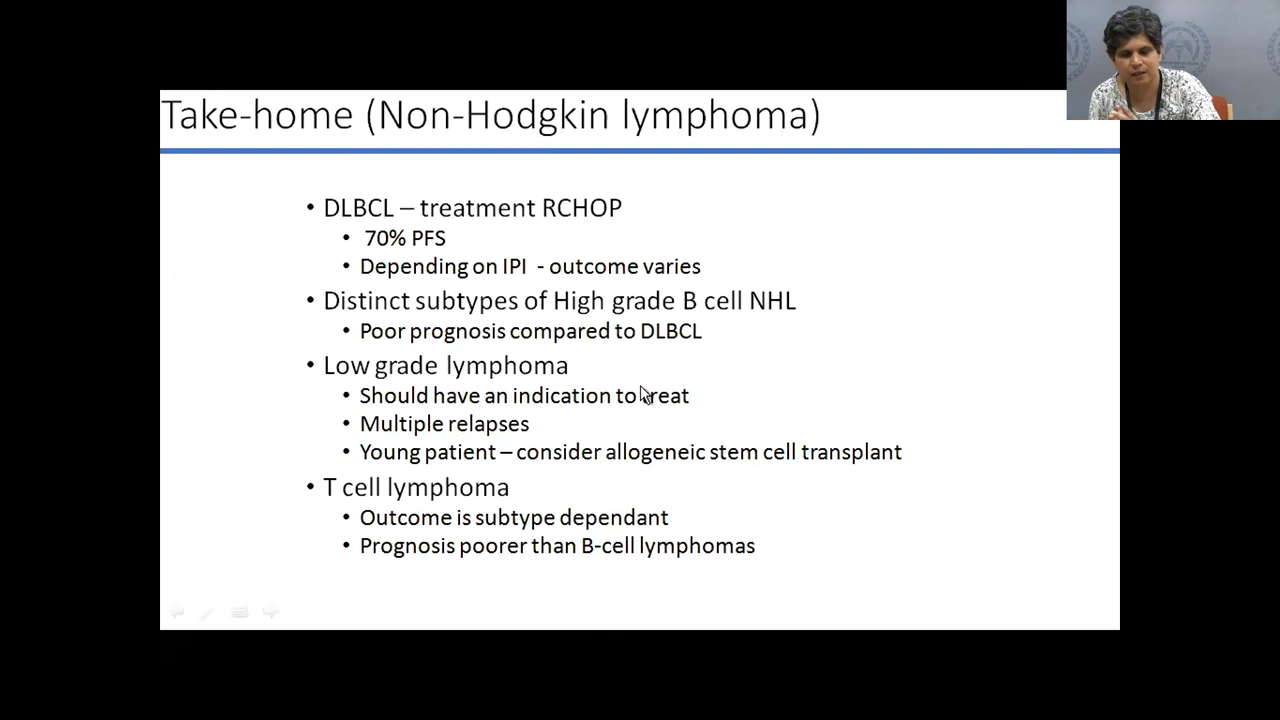 Take-home (Non-Hodgkin lymphoma)
• DLBCL – treatment RCHOP
• 70% PFS
• Depending on IPI - outcome varies
• Distinct subtypes of High grade B cell NHL
• Poor prognosis compared to DLBCL
• Low grade lymphoma
• Should have an indication to treat
• Multiple relapses
• Young patient – consider allogeneic stem cell transplant
• T cell lymphoma
• Outcome is subtype dependant
• Prognosis poorer than B-cell lymphomas